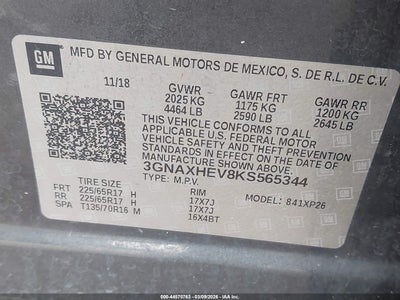 GM
MFD BY GENERAL MOTORS DE MEXICO, S. DE R.L. DE C.V.
11/18 GVWR GAWR FRT GAWR RR
2025 KG 1175 KG 1200 KG
4464 LB 2590 LB 2645 LB
THIS VEHICLE CONFORMS TO ALL
APPLICABLE U.S. FEDERAL MOTOR
VEHICLE SAFETY AND THEFT PREVENTION
STANDARDS IN EFFECT ON THE DATE OF
MANUFACTURE SHOWN ABOVE.
3GNAXHEV8KS565344
TYPE: M.P.V. MODEL: 841XP26
TIRE SIZE RIM
FRT 225/65R17 H 17X7J
RR 225/65R17 H 17X7J
SPA T135/70R16 M 16X4BT
000-44670763 - 03/09/2026 - IAA Inc.